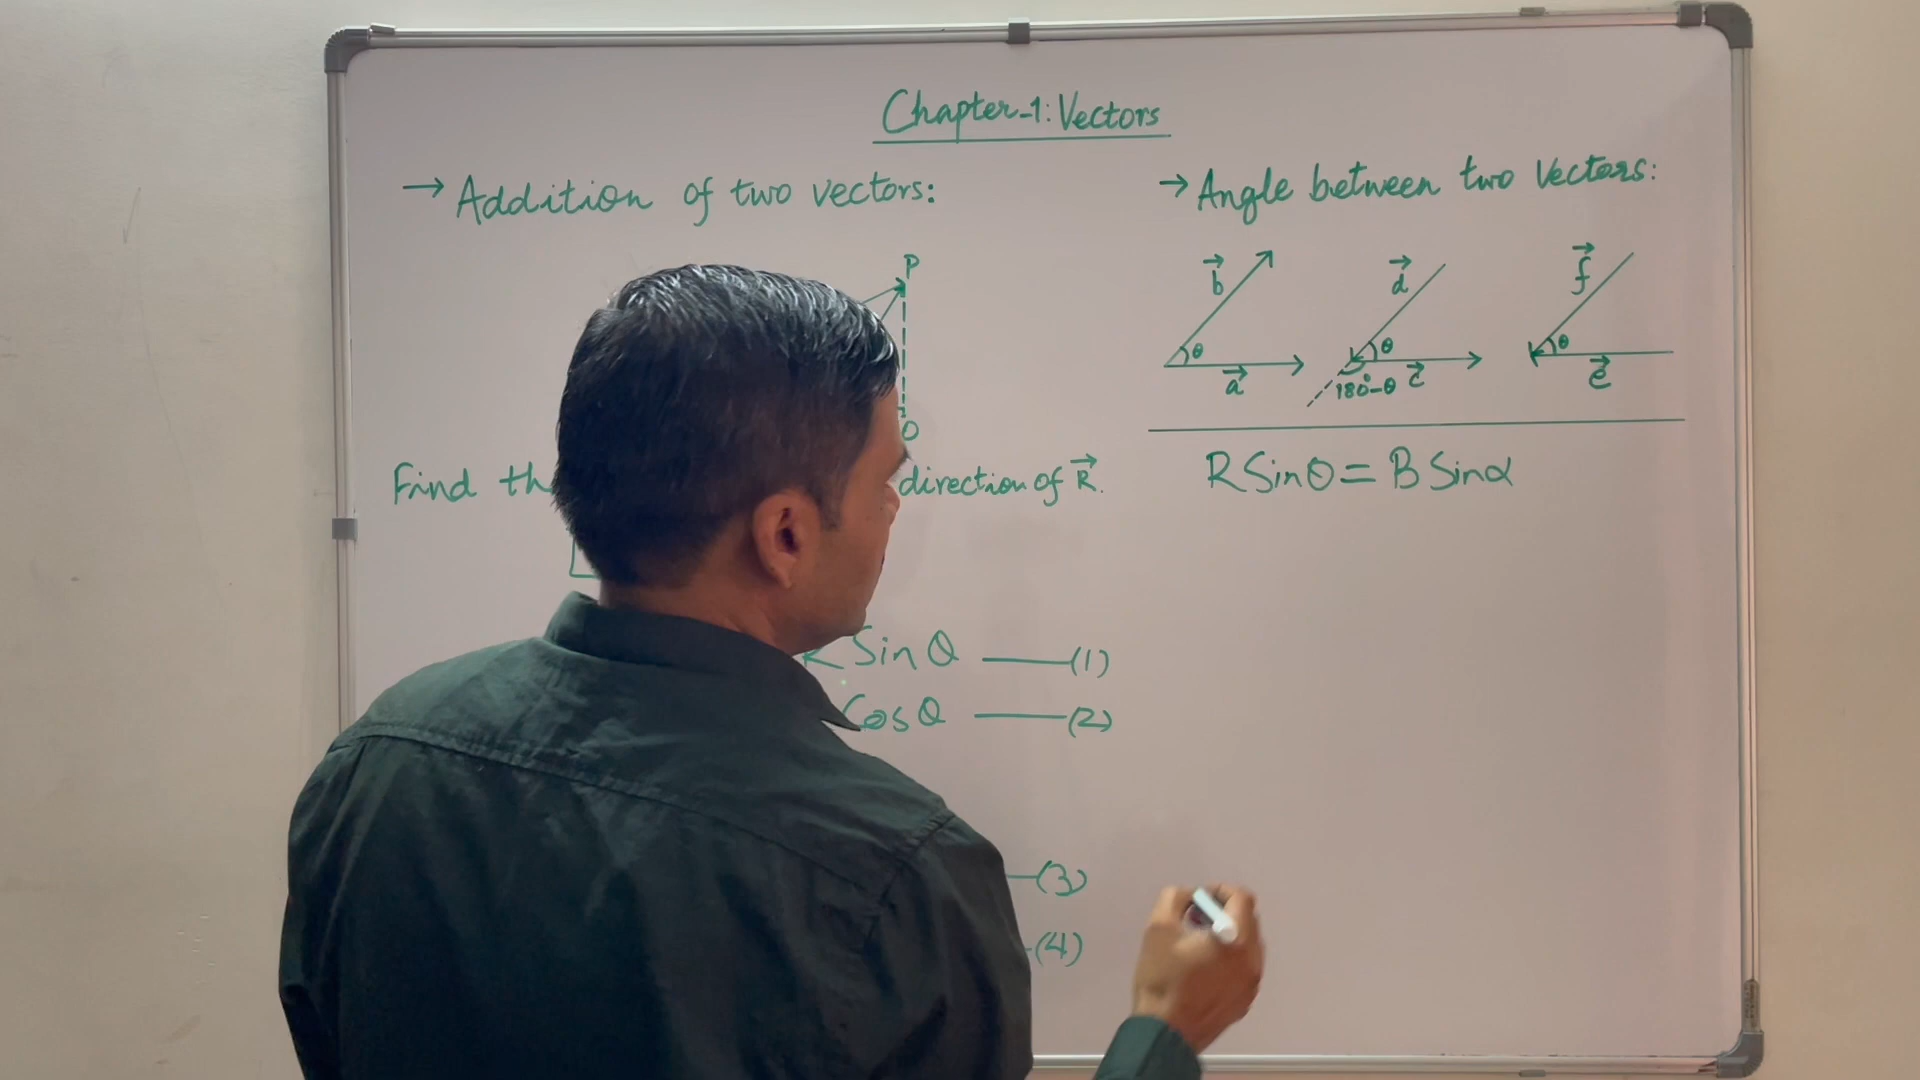 Chapter-1: Vectors
→ Addition of two vectors:
P
O
Find direction of R⃗.
Sin θ ——(1)
Cos θ ——(2)
—(3)
-(4)
→ Angle between two Vectors:
b⃗ θ a⃗
d⃗ θ 180°-θ c⃗
f⃗ θ e⃗
R Sinθ = B Sinα